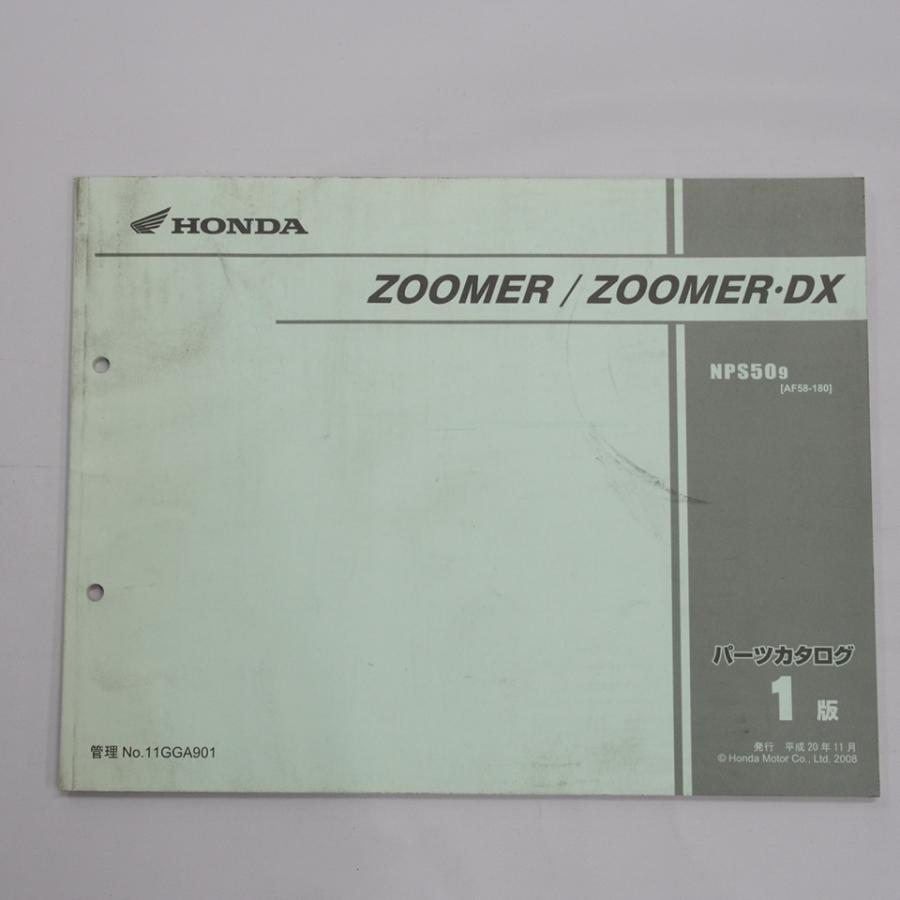 HONDA
ZOOMER / ZOOMER・DX
NPS509
[AF58-180]
パーツカタログ
1 版
発行 平成20年11月
© Honda Motor Co., Ltd. 2008
管理 No.11GGA901